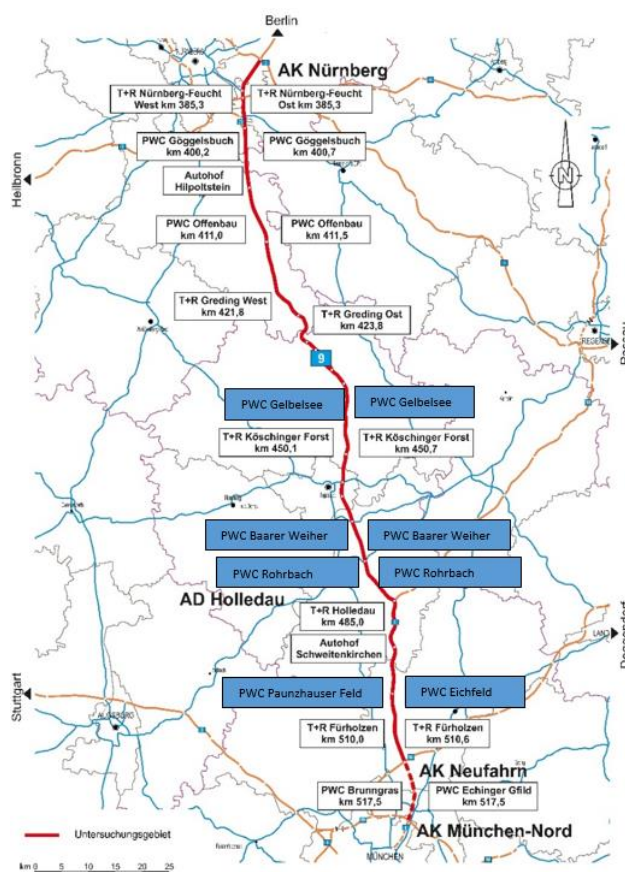 Berlin
AK Nürnberg
T+R Nürnberg-Feucht
West km 385,3
T+R Nürnberg-Feucht
Ost km 385,3
PWC Göggelsbuch
km 400,2
PWC Göggelsbuch
km 400,7
Heilbronn
Autohof
Hilpoltstein
N
PWC Offenbau
km 411,0
PWC Offenbau
km 411,5
T+R Greding West
km 421,8
T+R Greding Ost
km 423,8
Passau
9
PWC Gelbelsee
PWC Gelbelsee
T+R Köschinger Forst
km 450,1
T+R Köschinger Forst
km 450,7
PWC Baarer Weiher
PWC Baarer Weiher
PWC Rohrbach
PWC Rohrbach
AD Holledau
T+R Holledau
km 485,0
Autohof
Schweitenkirchen
Deggendorf
Stuttgart
PWC Paunzhauser Feld
PWC Eichfeld
T+R Fürholzen
km 510,0
T+R Fürholzen
km 510,6
AK Neufahrn
PWC Brunngras
km 517,5
PWC Echinger Gfild
km 517,5
Untersuchungsgebiet
AK München-Nord
MÜNCHEN
km 0 5 10 15 20 25